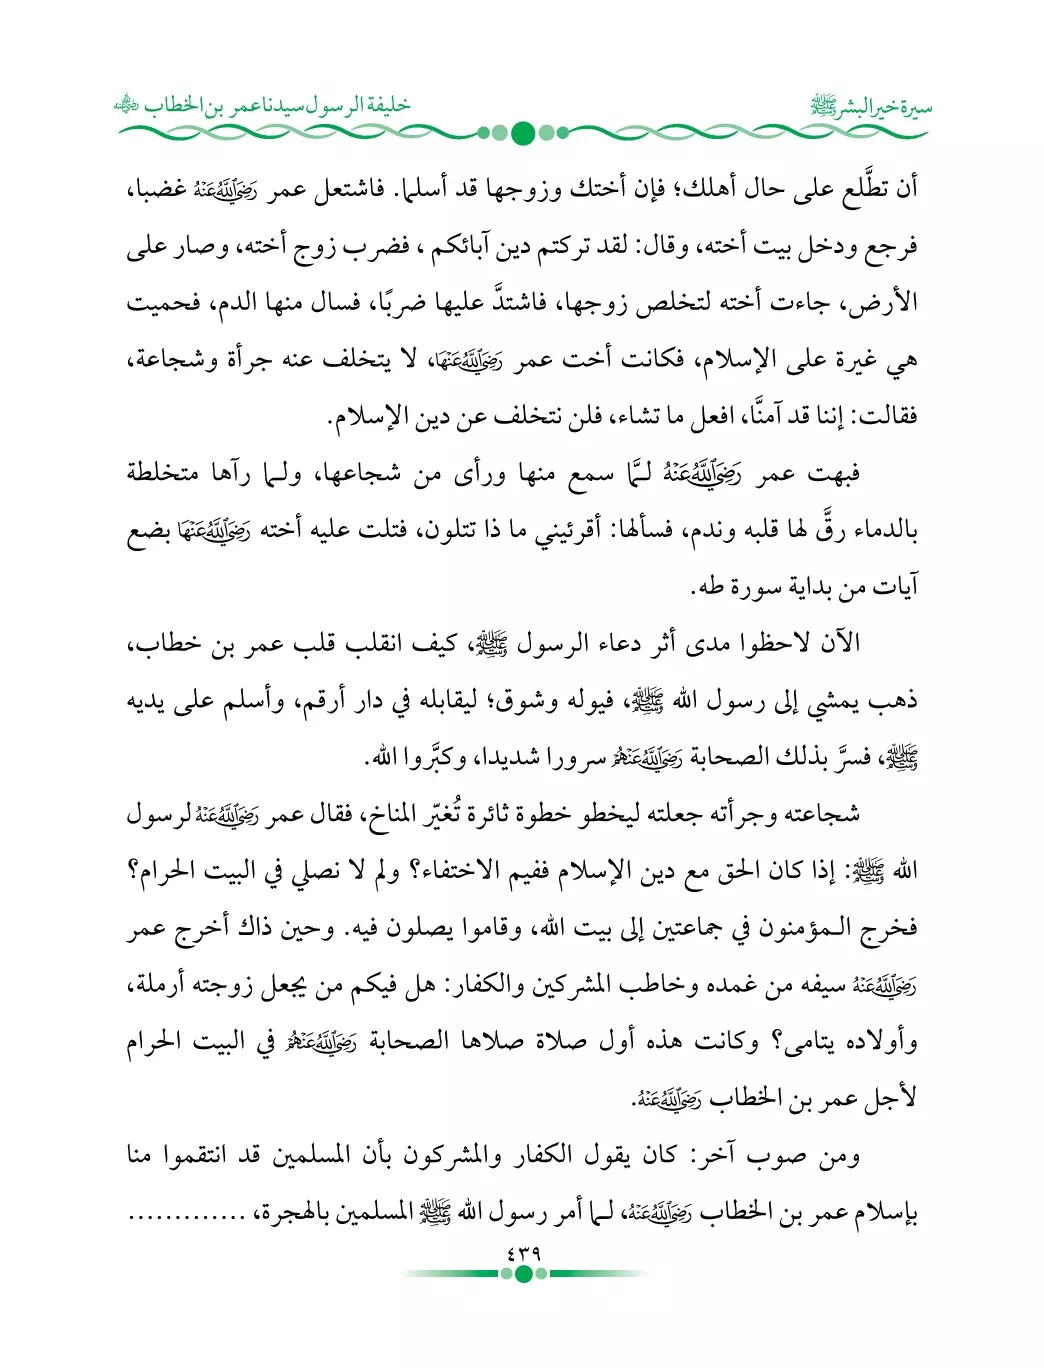 سيرة خير البشر ﷺ
خليفة الرسول سيدنا عمر بن الخطاب رضي الله عنه
أن تطَّلع على حال أهلك؛ فإن أختك وزوجها قد أسلما. فاشتعل عمر رَضِيَ اللَّهُ عَنْهُ غضبا،
فرجع ودخل بيت أخته، وقال: لقد تركتم دين آبائكم ، فضرب زوج أخته، وصار على
الأرض، جاءت أخته لتخلص زوجها، فاشتدَّ عليها ضربًا، فسال منها الدم، فحميت
هي غيرة على الإسلام، فكانت أخت عمر رَضِيَ اللَّهُ عَنْهَا، لا يتخلف عنه جرأة وشجاعة،
فقالت: إننا قد آمنَّا، افعل ما تشاء، فلن نتخلف عن دين الإسلام.
فبهت عمر رَضِيَ اللَّهُ عَنْهُ لـمَّا سمع منها ورأى من شجاعها، ولـما رآها متخلطة
بالدماء رقَّ لها قلبه وندم، فسألها: أقرئيني ما ذا تتلون، فتلت عليه أخته رَضِيَ اللَّهُ عَنْهَا بضع
آيات من بداية سورة طه.
الآن لاحظوا مدى أثر دعاء الرسول ﷺ، كيف انقلب قلب عمر بن خطاب،
ذهب يمشي إلى رسول الله ﷺ، فيوله وشوق؛ ليقابله في دار أرقم، وأسلم على يديه
ﷺ، فسرَّ بذلك الصحابة رَضِيَ اللَّهُ عَنْهُمْ سرورا شديدا، وكبَّروا الله.
شجاعته وجرأته جعلته ليخطو خطوة ثائرة تُغيّر المناخ، فقال عمر رَضِيَ اللَّهُ عَنْهُ لرسول
الله ﷺ: إذا كان الحق مع دين الإسلام ففيم الاختفاء؟ ولم لا نصلي في البيت الحرام؟
فخرج الـمؤمنون في جماعتين إلى بيت الله، وقاموا يصلون فيه. وحين ذاك أخرج عمر
رَضِيَ اللَّهُ عَنْهُ سيفه من غمده وخاطب المشركين والكفار: هل فيكم من يجعل زوجته أرملة،
وأولاده يتامى؟ وكانت هذه أول صلاة صلاها الصحابة رَضِيَ اللَّهُ عَنْهُمْ في البيت الحرام
لأجل عمر بن الخطاب رَضِيَ اللَّهُ عَنْهُ.
ومن صوب آخر: كان يقول الكفار والمشركون بأن المسلمين قد انتقموا منا
بإسلام عمر بن الخطاب رَضِيَ اللَّهُ عَنْهُ، لـما أمر رسول الله ﷺ المسلمين بالهجرة، .............
٤٣٩